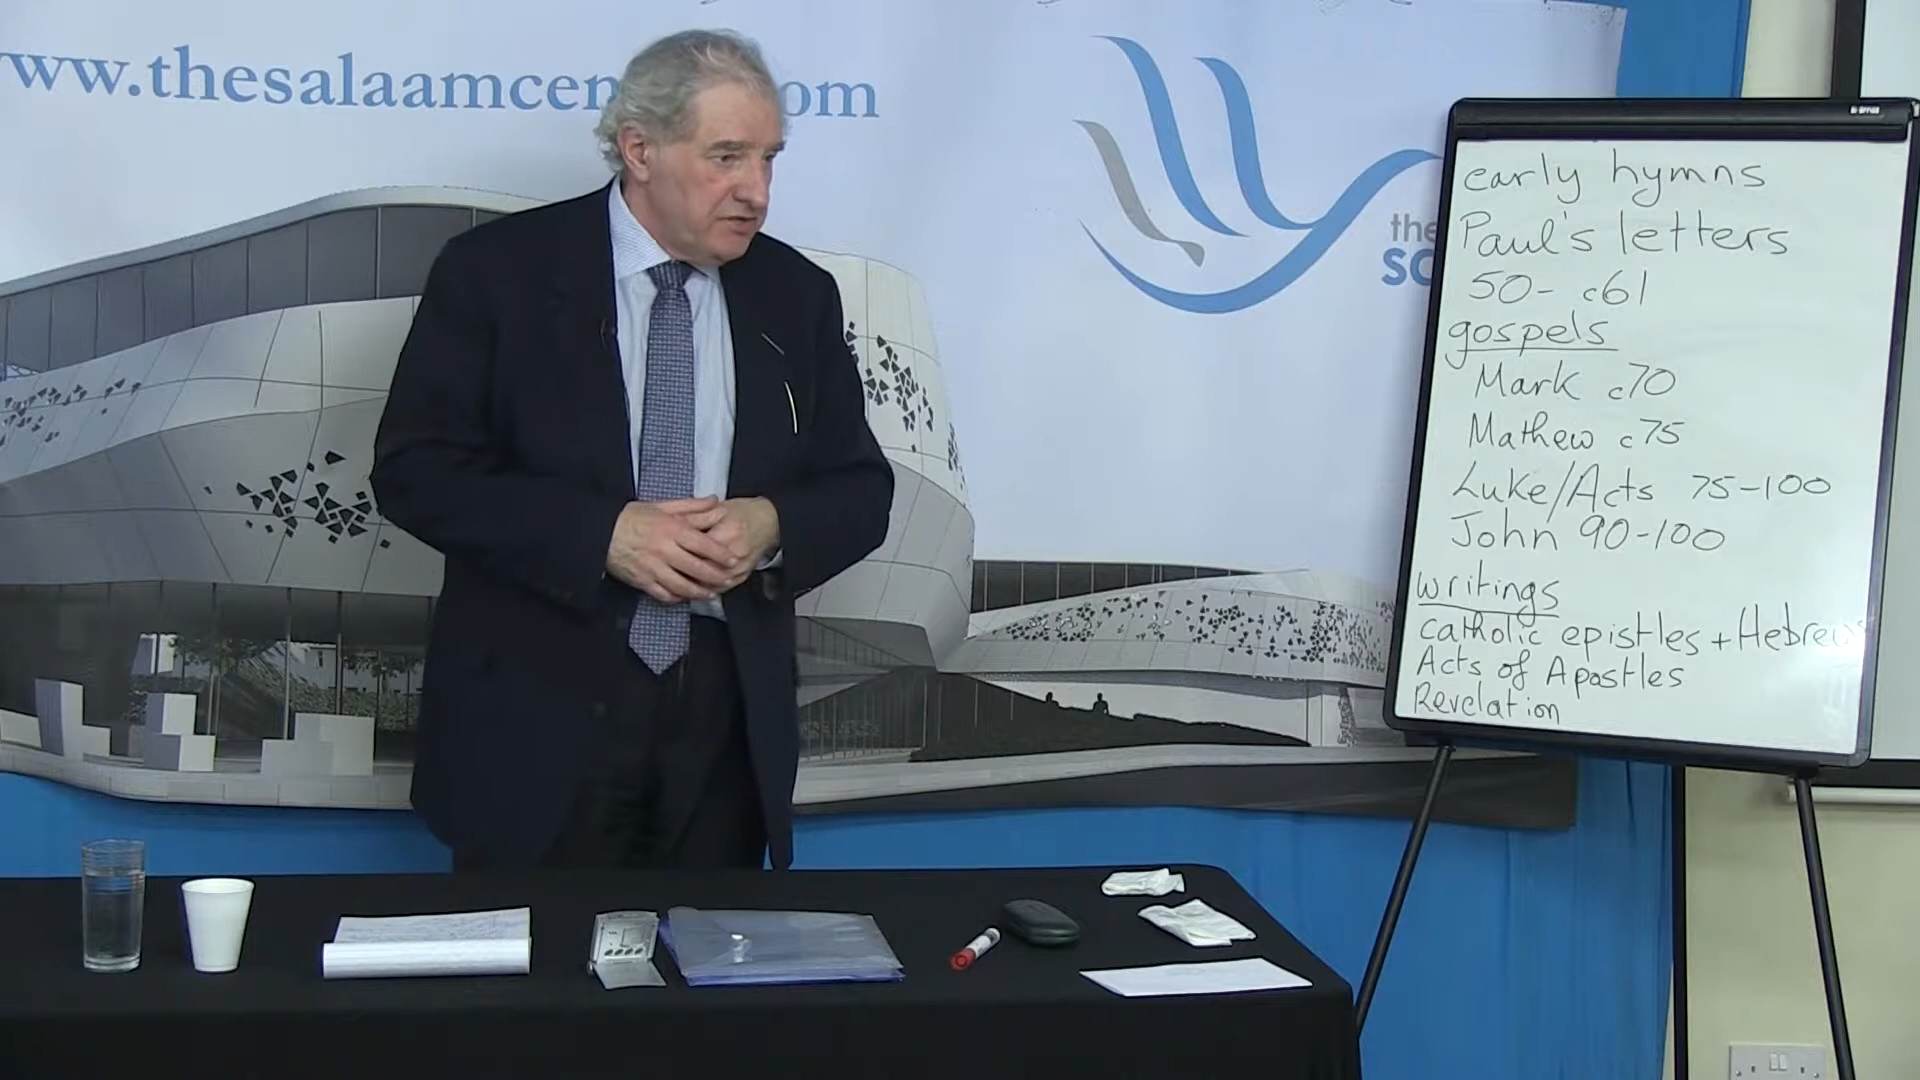 www.thesalaamcen om
the
early hymns
Paul's letters
50- c61
gospels
Mark c70
Mathew c75
Luke/Acts 75-100
John 90-100
writings
catholic epistles + Hebrews
Acts of Apostles
Revelation